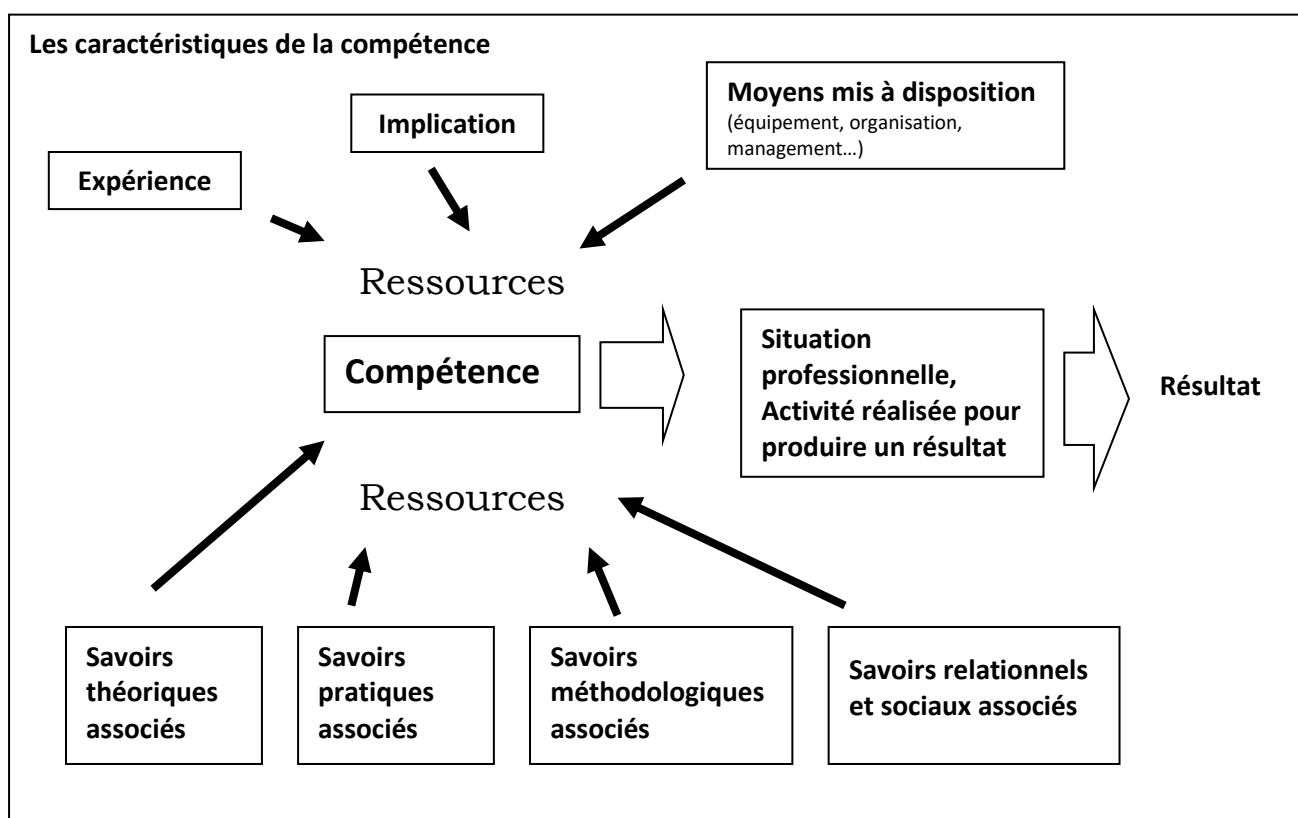 Les caractéristiques de la compétence
Moyens mis à disposition
(équipement, organisation,
management…)
Implication
Expérience
Ressources
Compétence
Situation
professionnelle,
Activité réalisée pour
produire un résultat
Résultat
Ressources
Savoirs
théoriques
associés
Savoirs
pratiques
associés
Savoirs
méthodologiques
associés
Savoirs relationnels
et sociaux associés